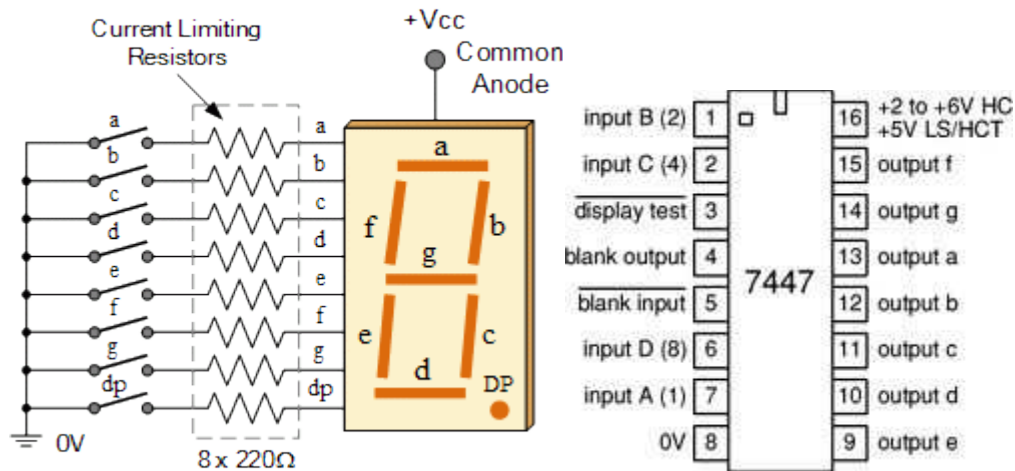 Current Limiting
Resistors
+Vcc
Common
Anode
a
b
c
d
e
f
g
dp
0V
8 x 220Ω
a
b
c
d
e
f
g
dp
a
f
b
g
e
c
d
DP
input B (2) 1
input C (4) 2
display test 3
blank output 4
blank input 5
input D (8) 6
input A (1) 7
0V 8
7447
16 +2 to +6V HC
+5V LS/HCT
15 output f
14 output g
13 output a
12 output b
11 output c
10 output d
9 output e